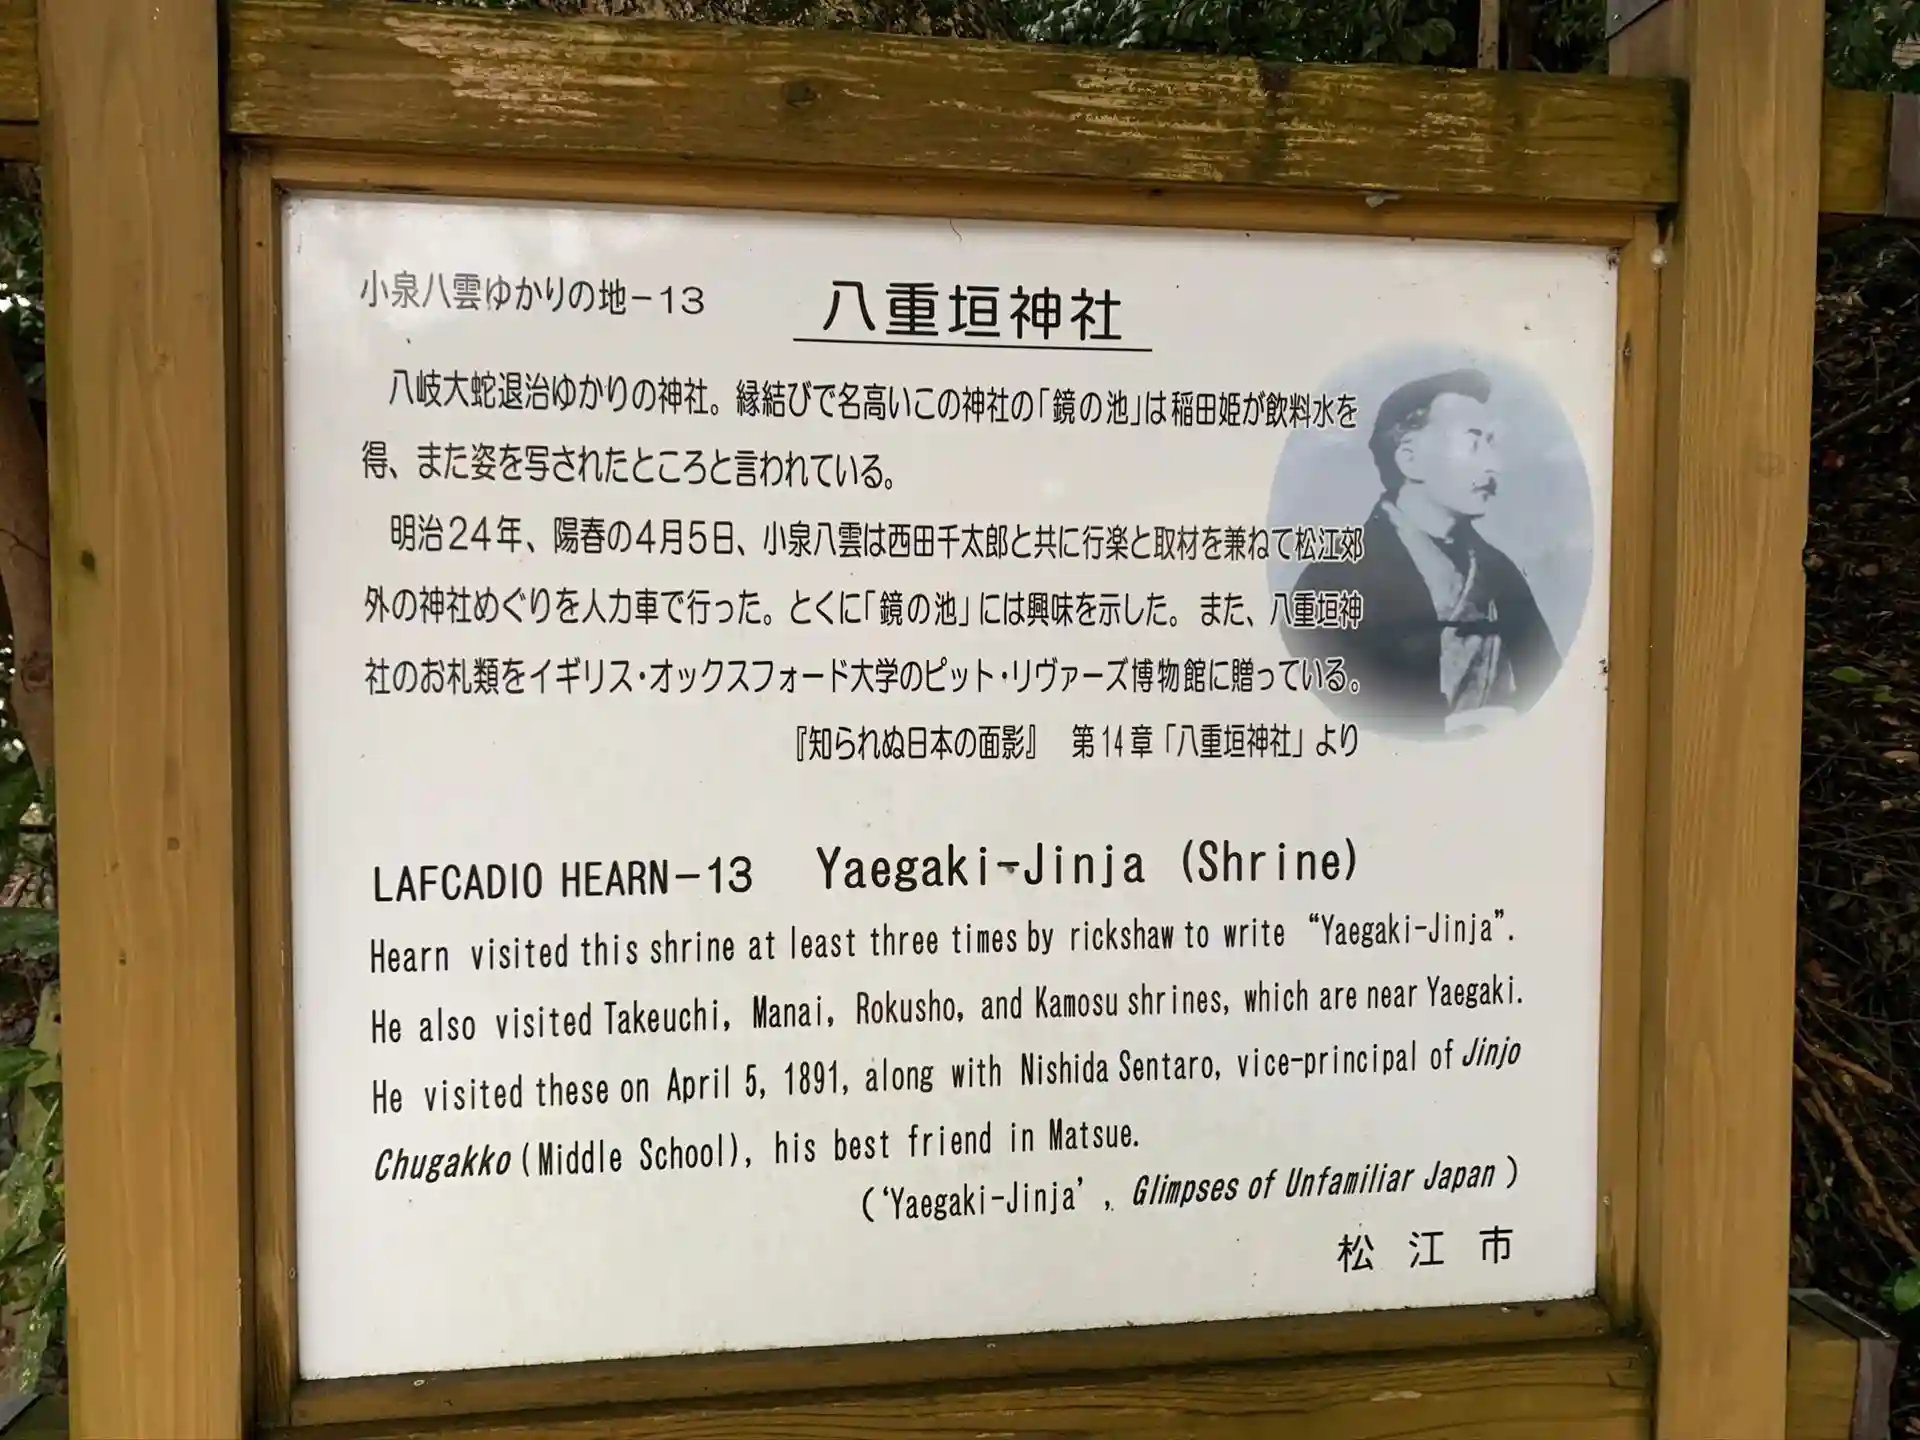 小泉八雲ゆかりの地－13　八重垣神社
八岐大蛇退治ゆかりの神社。縁結びで名高いこの神社の「鏡の池」は稲田姫が飲料水を
得、また姿を写されたところと言われている。
明治24年、陽春の4月5日、小泉八雲は西田千太郎と共に行楽と取材を兼ねて松江郊
外の神社めぐりを人力車で行った。とくに「鏡の池」には興味を示した。また、八重垣神
社のお札類をイギリス・オックスフォード大学のピット・リヴァーズ博物館に贈っている。
『知られぬ日本の面影』　第14章「八重垣神社」より
LAFCADIO HEARN－13　Yaegaki-Jinja (Shrine)
Hearn visited this shrine at least three times by rickshaw to write “Yaegaki-Jinja”.
He also visited Takeuchi, Manai, Rokusho, and Kamosu shrines, which are near Yaegaki.
He visited these on April 5, 1891, along with Nishida Sentaro, vice-principal of Jinjo
Chugakko (Middle School), his best friend in Matsue.
(‘Yaegaki-Jinja’, Glimpses of Unfamiliar Japan)
松江市